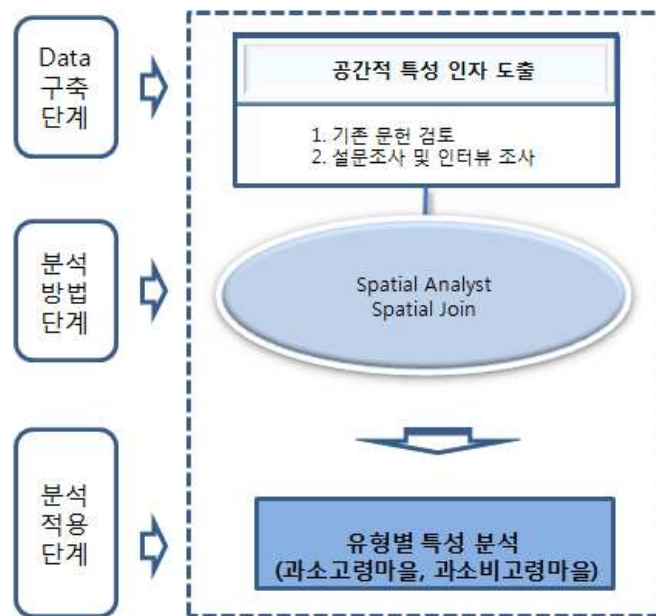 Data
구축
단계
공간적 특성 인자 도출
1. 기존 문헌 검토
2. 설문조사 및 인터뷰 조사
분석
방법
단계
Spatial Analyst
Spatial Join
분석
적용
단계
유형별 특성 분석
(과소고령마을, 과소비고령마을)